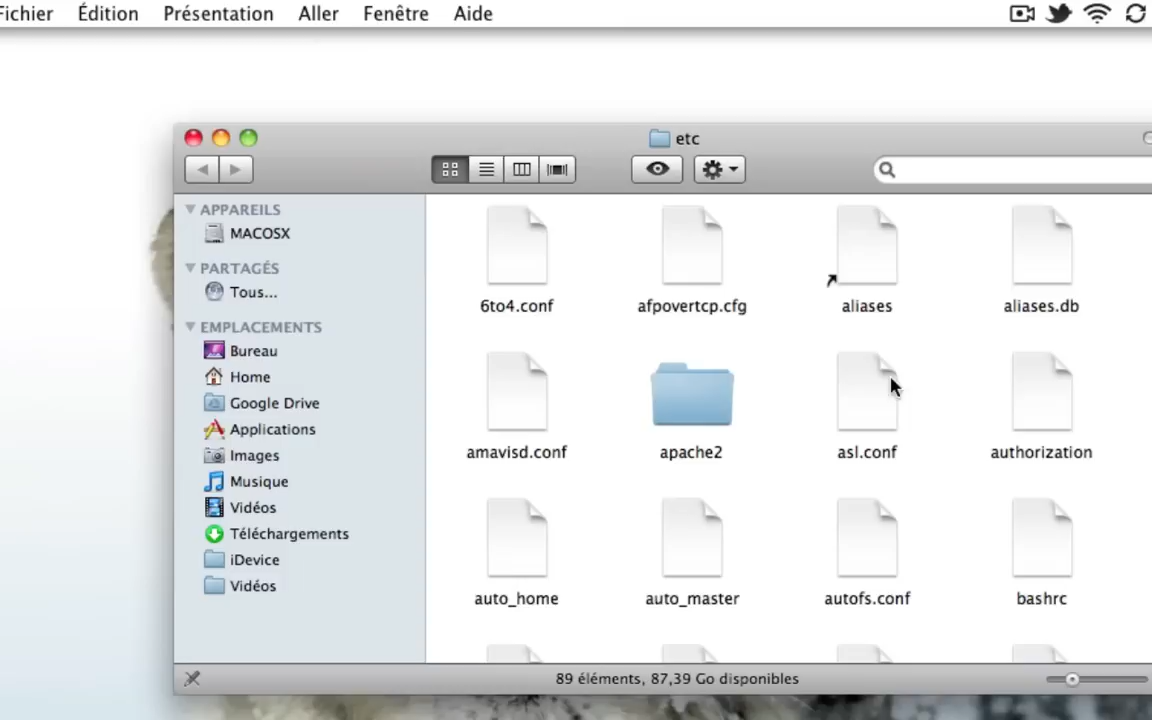 Fichier Édition Présentation Aller Fenêtre Aide
etc
APPAREILS
MACOSX
PARTAGÉS
Tous...
EMPLACEMENTS
Bureau
Home
Google Drive
Applications
Images
Musique
Vidéos
Téléchargements
iDevice
Vidéos
6to4.conf afpovertcp.cfg aliases aliases.db
amavisd.conf apache2 asl.conf authorization
auto_home auto_master autofs.conf bashrc
89 éléments, 87,39 Go disponibles